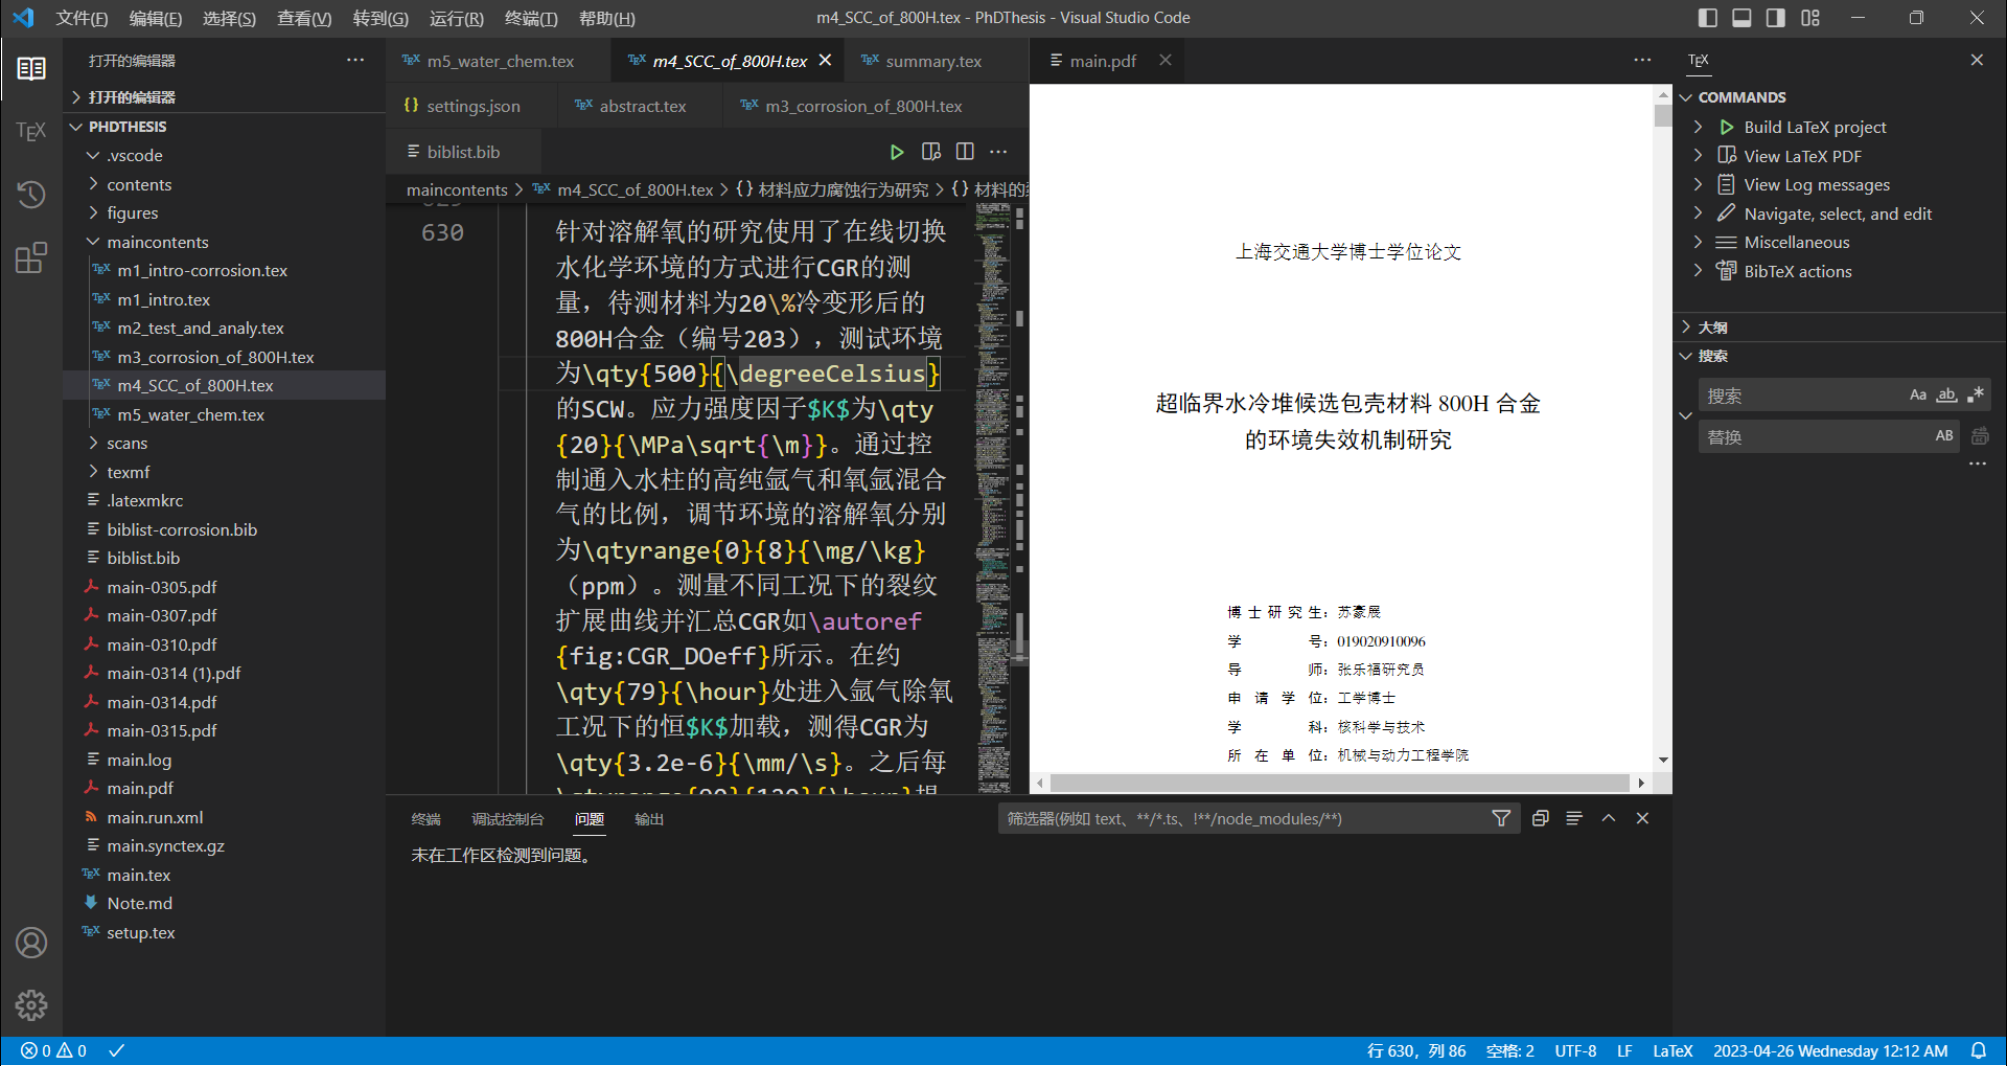 文件(F) 编辑(E) 选择(S) 查看(V) 转到(G) 运行(R) 终端(T) 帮助(H)
m4_SCC_of_800H.tex - PhDThesis - Visual Studio Code
打开的编辑器
打开的编辑器
PHDTHESIS
.vscode
contents
figures
maincontents
TEX m1_intro-corrosion.tex
TEX m1_intro.tex
TEX m2_test_and_analy.tex
TEX m3_corrosion_of_800H.tex
TEX m4_SCC_of_800H.tex
TEX m5_water_chem.tex
scans
texmf
.latexmkrc
biblist-corrosion.bib
biblist.bib
main-0305.pdf
main-0307.pdf
main-0310.pdf
main-0314 (1).pdf
main-0314.pdf
main-0315.pdf
main.log
main.pdf
main.run.xml
main.synctex.gz
TEX main.tex
Note.md
TEX setup.tex
TEX
TEX m5_water_chem.tex
TEX m4_SCC_of_800H.tex
TEX summary.tex
{} settings.json
TEX abstract.tex
TEX m3_corrosion_of_800H.tex
biblist.bib
maincontents > TEX m4_SCC_of_800H.tex > {} 材料应力腐蚀行为研究 > {} 材料的
630
针对溶解氧的研究使用了在线切换
水化学环境的方式进行CGR的测
量，待测材料为20\%冷变形后的
800H合金（编号203），测试环境
为\qty{500}{\degreeCelsius}
的SCW。应力强度因子$K$为\qty
{20}{\MPa\sqrt{\m}}。通过控
制通入水柱的高纯氩气和氧氩混合
气的比例，调节环境的溶解氧分别
为\qtyrange{0}{8}{\mg/\kg}
（ppm）。测量不同工况下的裂纹
扩展曲线并汇总CGR如\autoref
{fig:CGR_DOeff}所示。在约
\qty{79}{\hour}处进入氩气除氧
工况下的恒$K$加载，测得CGR为
\qty{3.2e-6}{\mm/\s}。之后每
main.pdf
上海交通大学博士学位论文
超临界水冷堆候选包壳材料 800H 合金
的环境失效机制研究
博士研究生：苏豪展
学 号：019020910096
导 师：张乐福研究员
申请学位：工学博士
学 科：核科学与技术
所在单位：机械与动力工程学院
TEX
COMMANDS
Build LaTeX project
View LaTeX PDF
View Log messages
Navigate, select, and edit
Miscellaneous
BibTeX actions
大纲
搜索
搜索 Aa ab .*
替换 AB
终端 调试控制台 问题 输出
筛选器(例如 text、**/*.ts、!**/node_modules/**)
未在工作区检测到问题。
0 0
行 630，列 86 空格: 2 UTF-8 LF LaTeX 2023-04-26 Wednesday 12:12 AM